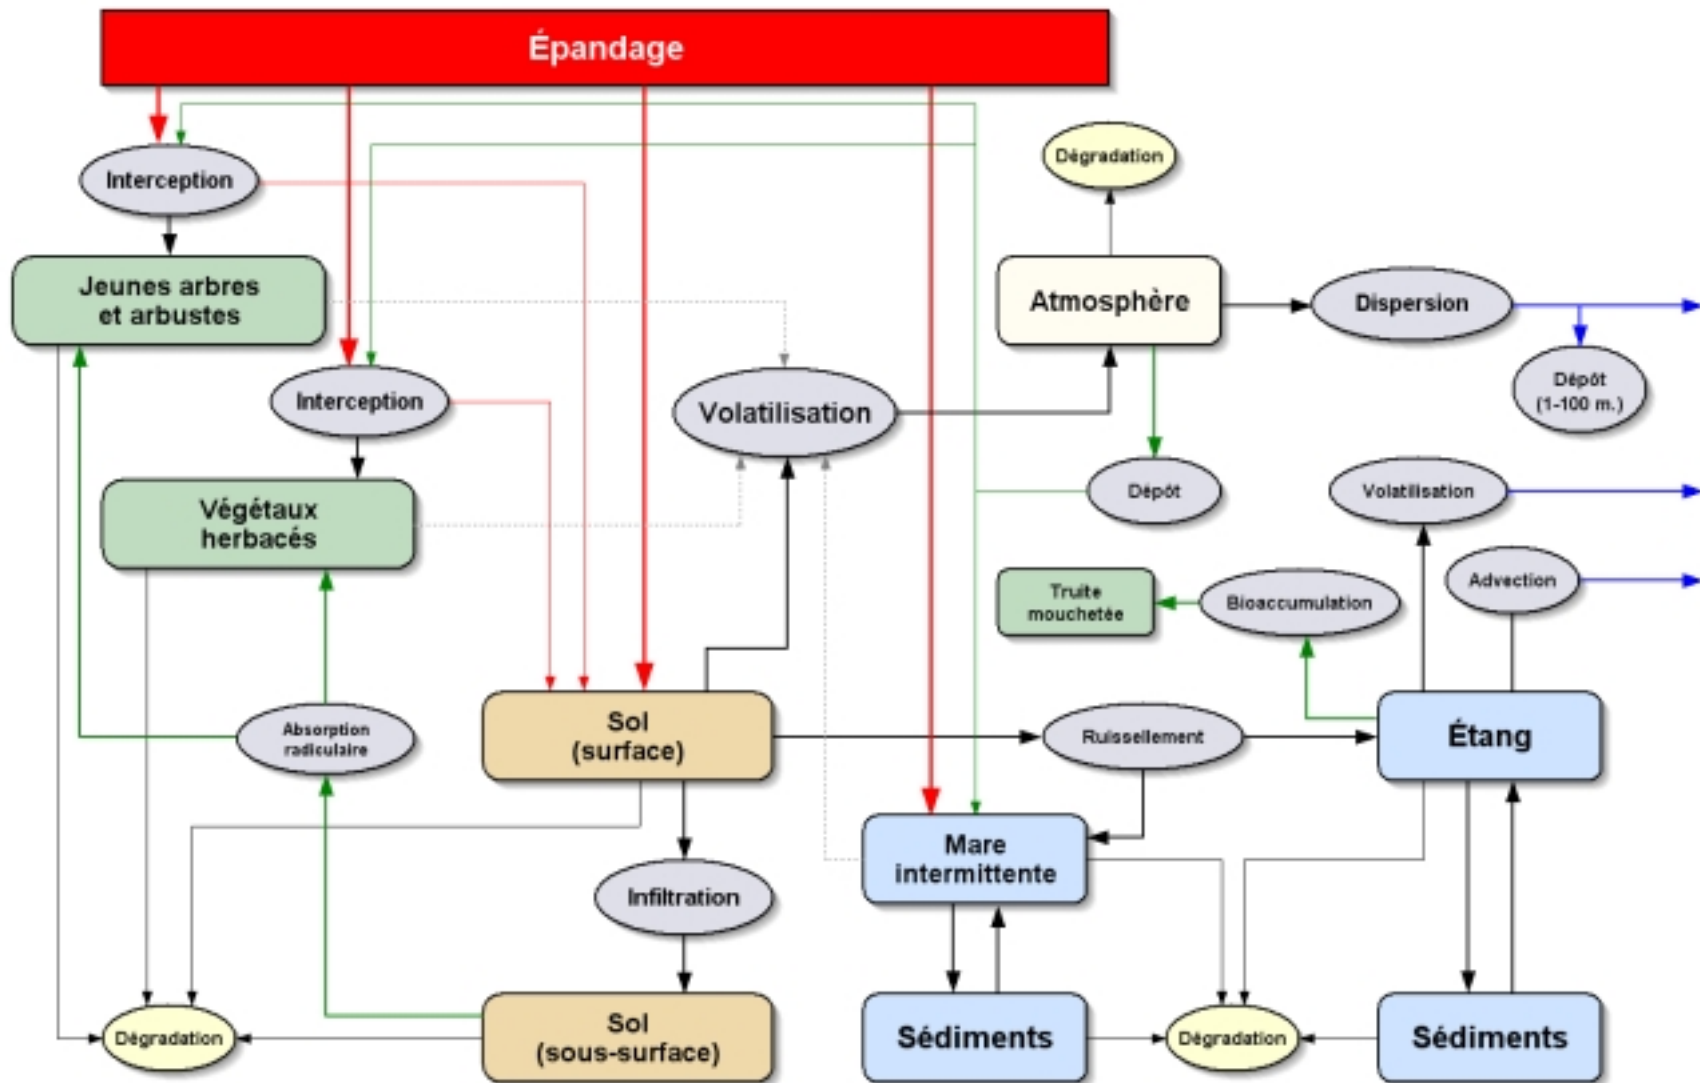 Épandage
Dégradation
Interception
Jeunes arbres
et arbustes
Atmosphère
Dispersion
Dépôt
(1-100 m.)
Interception
Volatilisation
Végétaux
herbacés
Dépôt
Volatilisation
Advection
Truite
mouchetée
Bioaccumulation
Absorption
radiculaire
Sol
(surface)
Ruissellement
Étang
Mare
intermittente
Infiltration
Dégradation
Sol
(sous-surface)
Sédiments
Dégradation
Sédiments